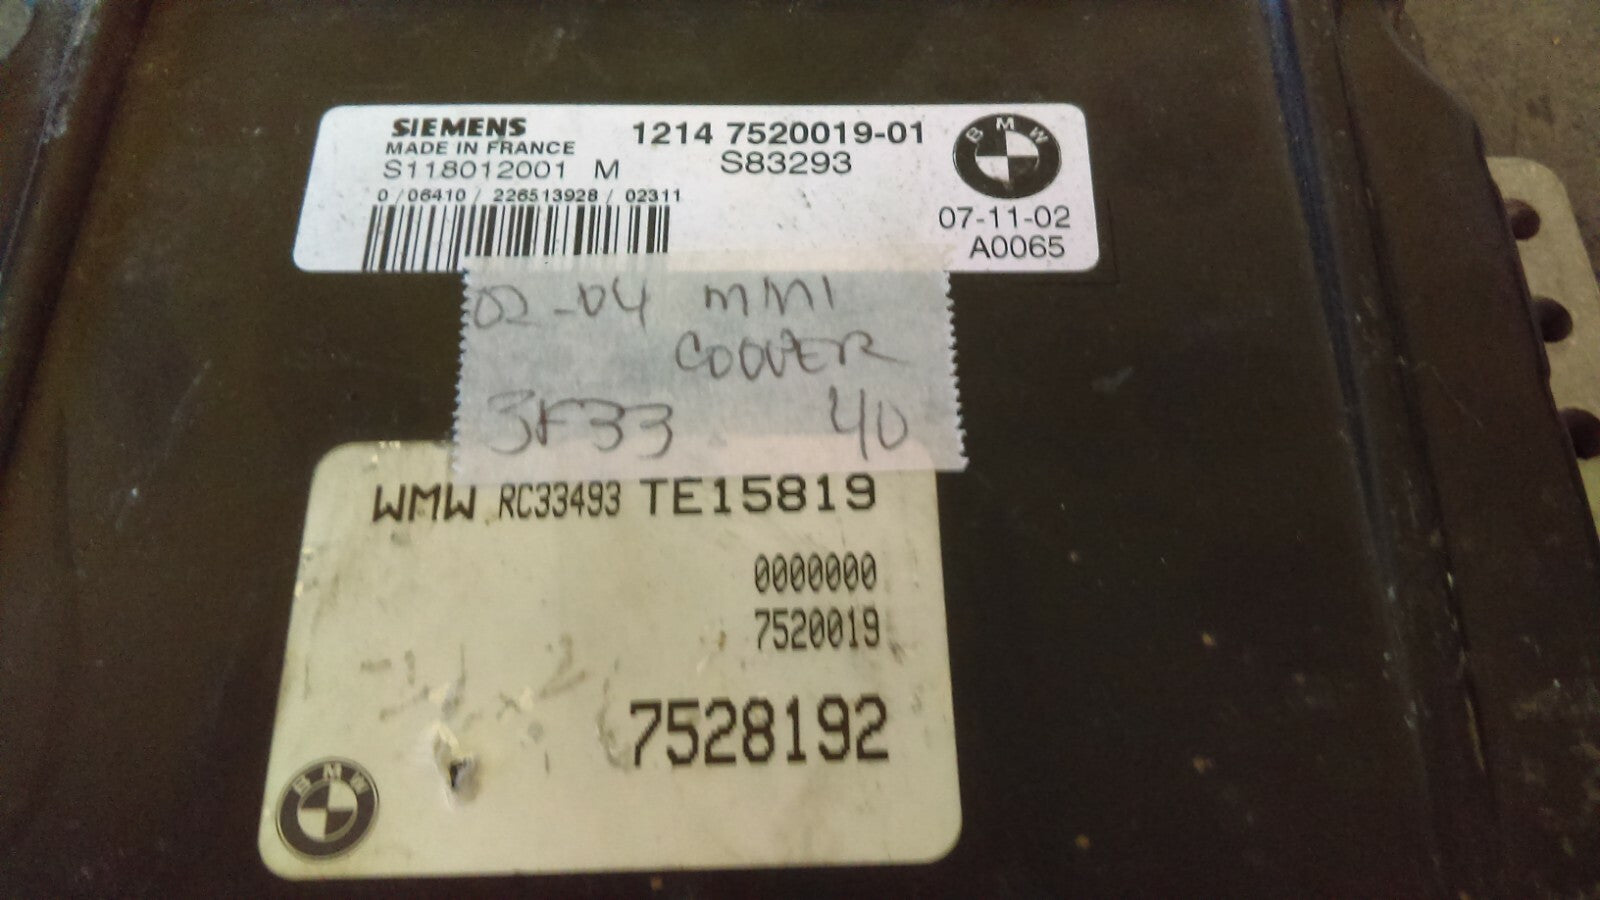 SIEMENS
MADE IN FRANCE
S118012001 M
0 / 06410 / 226513928 / 02311
1214 7520019-01
S83293
BMW
07-11-02
A0065
02-04 MINI
COOPER
3F33 40
WMW RC33493 TE15819
0000000
7520019
7528192
BMW